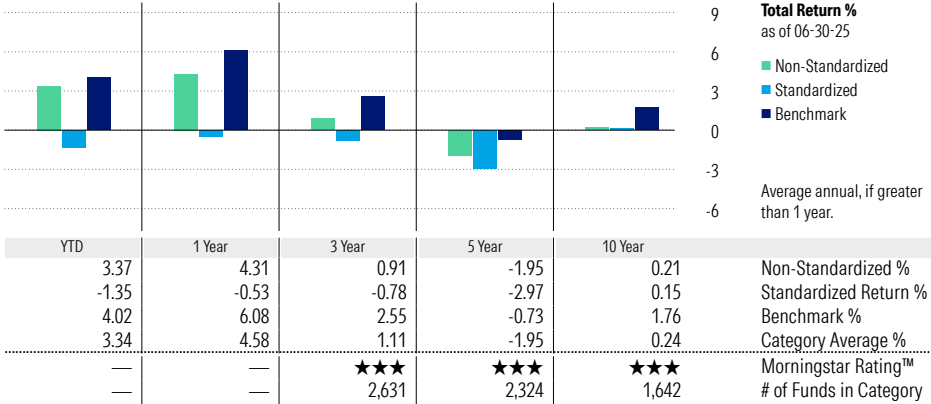 9
6
3
0
-3
-6
Total Return %
as of 06-30-25
Non-Standardized
Standardized
Benchmark
Average annual, if greater
than 1 year.
YTD 1 Year 3 Year 5 Year 10 Year
3.37 4.31 0.91 -1.95 0.21 Non-Standardized %
-1.35 -0.53 -0.78 -2.97 0.15 Standardized Return %
4.02 6.08 2.55 -0.73 1.76 Benchmark %
3.34 4.58 1.11 -1.95 0.24 Category Average %
— — ★★★ ★★★ ★★★ Morningstar Rating™
— — 2,631 2,324 1,642 # of Funds in Category